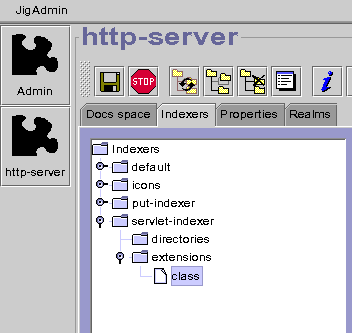 JigAdmin
http-server
Admin
STOP
i
Docs space Indexers Properties Realms
http-server
Indexers
default
icons
put-indexer
servlet-indexer
directories
extensions
class